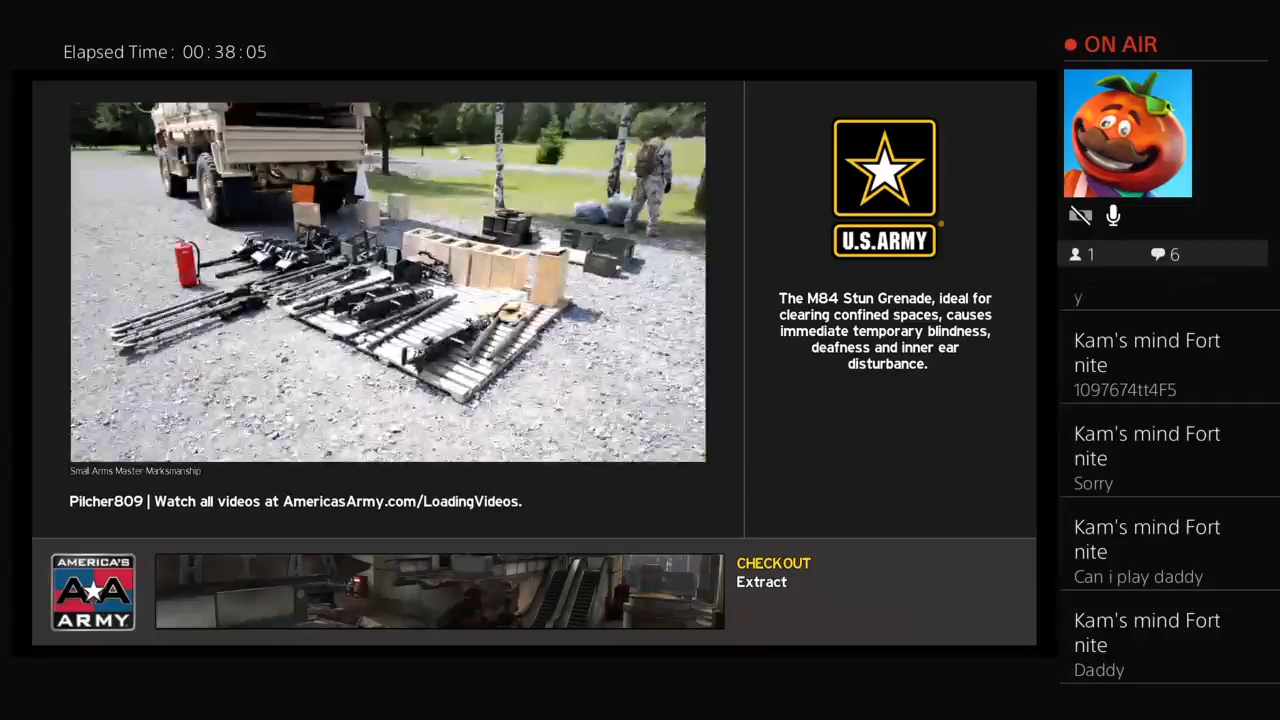 Elapsed Time: 00:38:05
ON AIR
1
6
y
Kam's mind Fort
nite
1097674tt4F5
Kam's mind Fort
nite
Sorry
Kam's mind Fort
nite
Can i play daddy
Kam's mind Fort
nite
Daddy
U.S.ARMY
The M84 Stun Grenade, ideal for
clearing confined spaces, causes
immediate temporary blindness,
deafness and inner ear
disturbance.
Small Arms Master Marksmanship
Pilcher809 | Watch all videos at AmericasArmy.com/LoadingVideos.
AMERICA'S
AA
ARMY
CHECKOUT
Extract